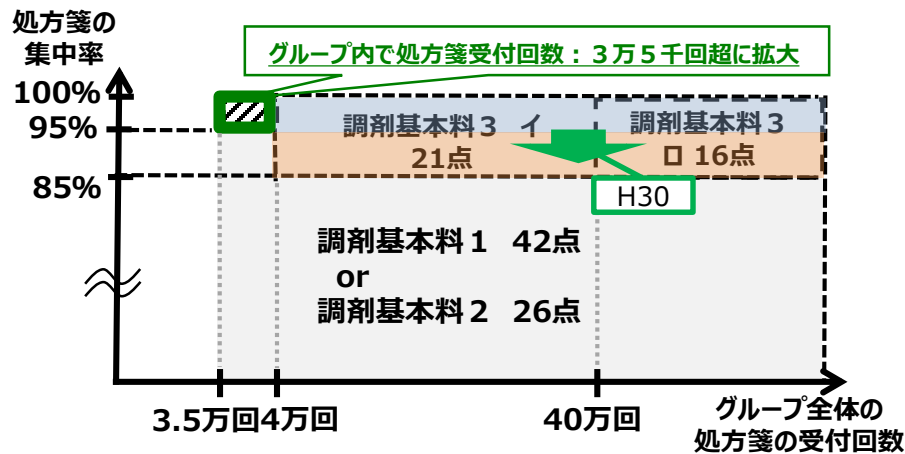 処方箋の
集中率
グループ内で処方箋受付回数:3万5千回超に拡大
100%
95%
85%
調剤基本料3 イ
21点
調剤基本料3
ロ 16点
H30
調剤基本料1 42点
or
調剤基本料2 26点
3.5万回
4万回
40万回
グループ全体の
処方箋の受付回数